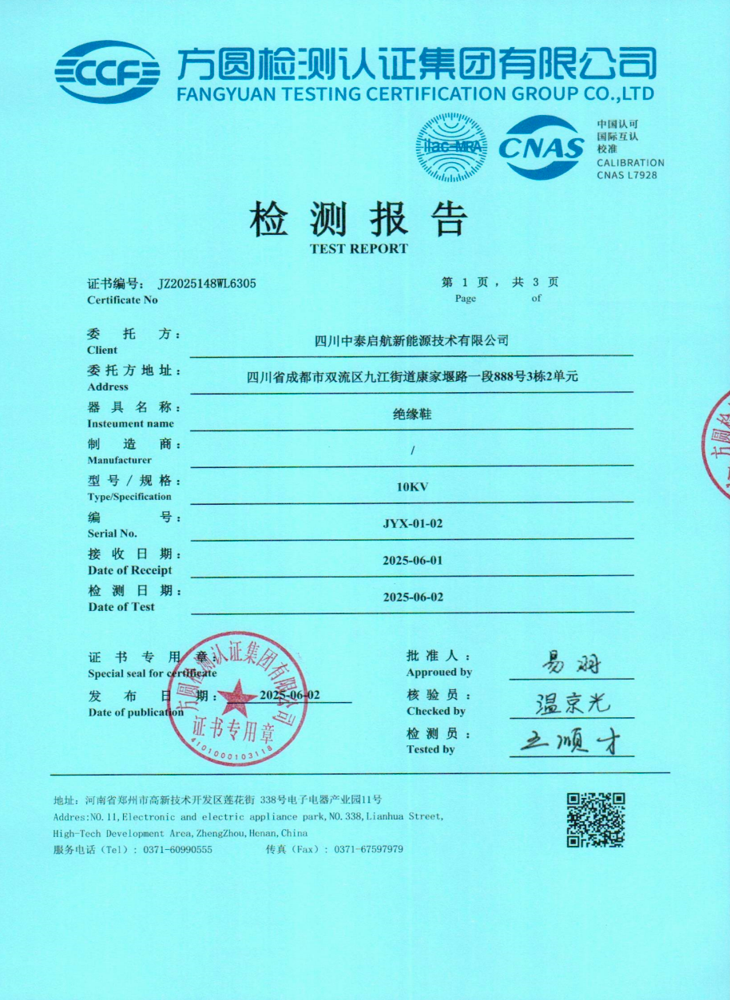 CCF
方圆检测认证集团有限公司
FANGYUAN TESTING CERTIFICATION GROUP CO.,LTD
ilac-MRA
CNAS
中国认可
国际互认
校准
CALIBRATION
CNAS L7928
检测报告
TEST REPORT
证书编号： JZ2025148WL6305
Certificate No
第 1 页 ， 共 3 页
Page of
委托方：
Client
四川中泰启航新能源技术有限公司
委托方地址：
Address
四川省成都市双流区九江街道康家堰路一段888号3栋2单元
器具名称：
Insteument name
绝缘鞋
制造商：
Manufacturer
/
型号/规格：
Type/Specification
10KV
编号：
Serial No.
JYX-01-02
接收日期：
Date of Receipt
2025-06-01
检测日期：
Date of Test
2025-06-02
证书专用章：
Special seal for certificate
发布日期： 2025-06-02
Date of publication
方圆检测认证集团有限公司
证书专用章
4101000103118
批准人：
Approued by
易羽
核验员：
Checked by
温京光
检测员：
Tested by
顺才
方圆检
地址：河南省郑州市高新技术开发区莲花街 338号电子电器产业园11号
Addres:NO.11,Electronic and electric appliance park,NO.338,Lianhua Street,
High-Tech Development Area,ZhengZhou,Henan,China
服务电话（Tel）: 0371-60990555 传真（Fax）: 0371-67597979